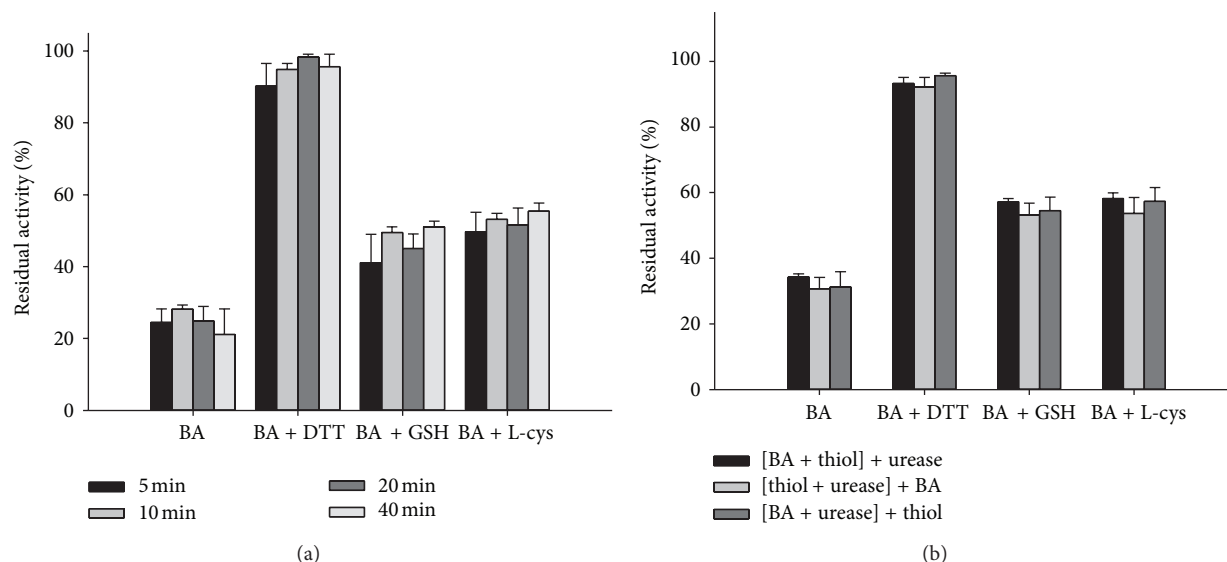 100
80
60
40
20
0
Residual activity (%)
BA
BA + DTT
BA + GSH
BA + L-cys
5 min
10 min
20 min
40 min
(a)
100
80
60
40
20
0
Residual activity (%)
BA
BA + DTT
BA + GSH
BA + L-cys
[BA + thiol] + urease
[thiol + urease] + BA
[BA + urease] + thiol
(b)